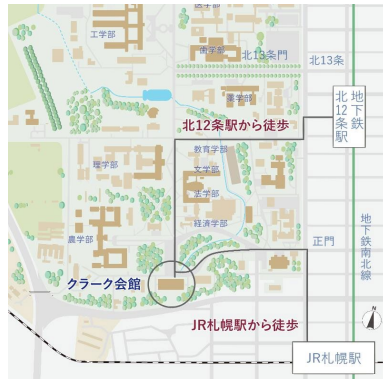 医学部
工学部
歯学部
北13条門
北13条
薬学部
北12条駅から徒歩
地下鉄
北12条駅
教育学部
理学部
文学部
法学部
経済学部
農学部
正門
地下鉄南北線
クラーク会館
JR札幌駅から徒歩
JR札幌駅